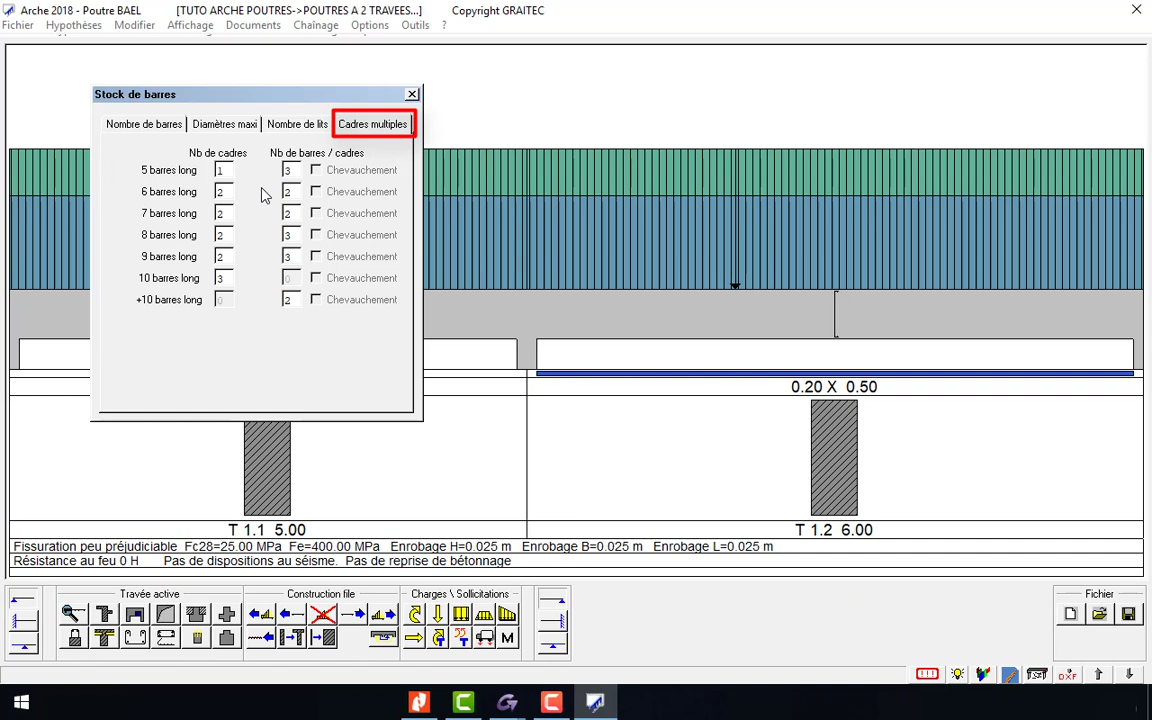 Arche 2018 - Poutre BAEL [TUTO ARCHE POUTRES->POUTRES A 2 TRAVEES...] Copyright GRAITEC
Fichier Hypothèses Modifier Affichage Documents Chaînage Options Outils ?
Stock de barres
Nombre de barres Diamètres maxi Nombre de lits Cadres multiples
Nb de cadres Nb de barres / cadres
5 barres long 1 3 Chevauchement
6 barres long 2 2 Chevauchement
7 barres long 2 2 Chevauchement
8 barres long 2 3 Chevauchement
9 barres long 2 3 Chevauchement
10 barres long 3 0 Chevauchement
+10 barres long 0 2 Chevauchement
0.20 X 0.50
T 1.1 5.00 T 1.2 6.00
Fissuration peu préjudiciable Fc28=25.00 MPa Fe=400.00 MPa Enrobage H=0.025 m Enrobage B=0.025 m Enrobage L=0.025 m
Résistance au feu 0 H Pas de dispositions au séisme. Pas de reprise de bétonnage
Travée active Construction file Charges \ Sollicitations Fichier
M
DXF